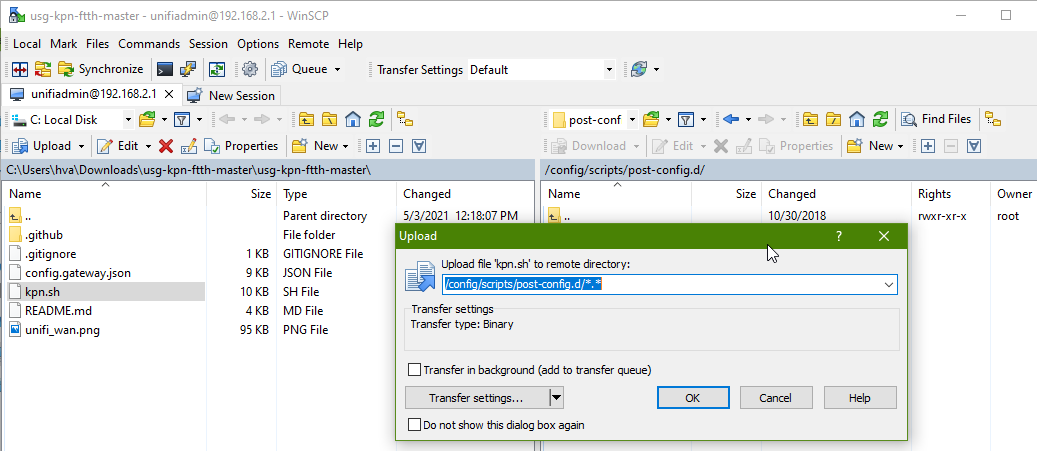 usg-kpn-ftth-master - unifiadmin@192.168.2.1 - WinSCP
Local Mark Files Commands Session Options Remote Help
Synchronize Queue Transfer Settings Default
unifiadmin@192.168.2.1 New Session
C: Local Disk post-conf Find Files
Upload Edit Properties New Download Edit Properties New
C:\Users\hva\Downloads\usg-kpn-ftth-master\usg-kpn-ftth-master\ /config/scripts/post-config.d/
Name Size Type Changed Name Size Changed Rights Owner
.. Parent directory 5/3/2021 12:18:07 PM .. 10/30/2018 rwxr-xr-x root
.github File folder
.gitignore 1 KB GITIGNORE File
config.gateway.json 9 KB JSON File
kpn.sh 10 KB SH File
README.md 4 KB MD File
unifi_wan.png 95 KB PNG File
Upload ?
Upload file 'kpn.sh' to remote directory:
/config/scripts/post-config.d/*.*
Transfer settings
Transfer type: Binary
Transfer in background (add to transfer queue)
Transfer settings... OK Cancel Help
Do not show this dialog box again